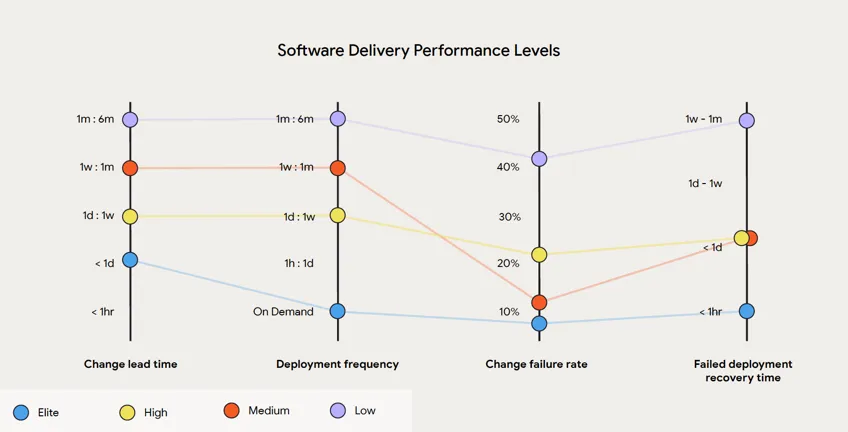 Software Delivery Performance Levels
1m : 6m
1w : 1m
1d : 1w
< 1d
< 1hr
Change lead time
1m : 6m
1w : 1m
1d : 1w
1h : 1d
On Demand
Deployment frequency
50%
40%
30%
20%
10%
Change failure rate
1w - 1m
1d - 1w
< 1d
< 1hr
Failed deployment
recovery time
Elite
High
Medium
Low